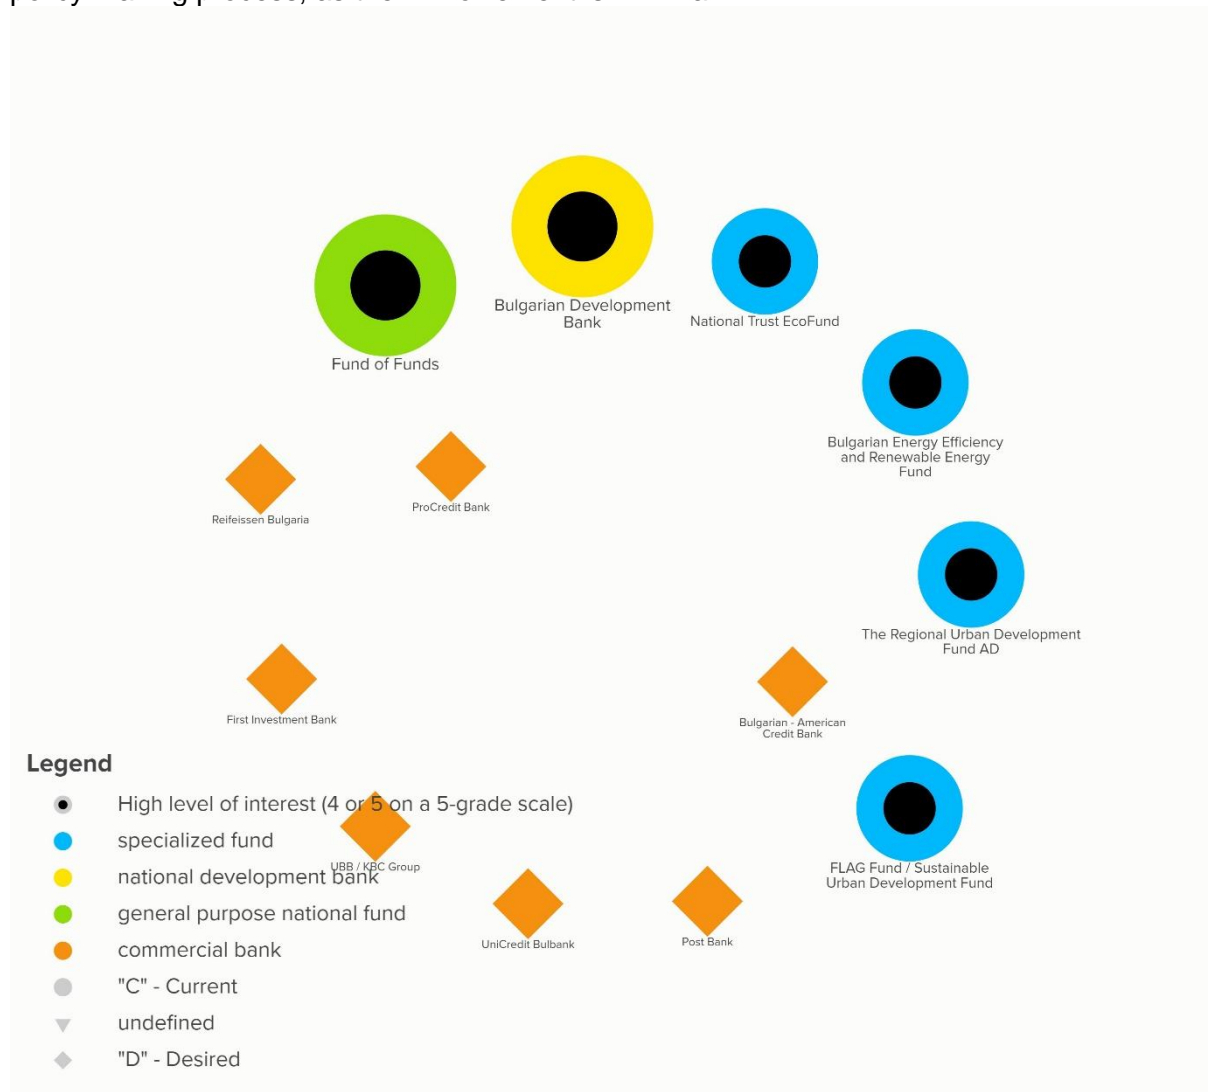 Bulgarian Development
Bank
National Trust EcoFund
Fund of Funds
Bulgarian Energy Efficiency
and Renewable Energy
Fund
ProCredit Bank
Reifeissen Bulgaria
The Regional Urban Development
Fund AD
First Investment Bank
Bulgarian - American
Credit Bank
Legend
High level of interest (4 or 5 on a 5-grade scale)
specialized fund
UBB / KBC Group
national development bank
FLAG Fund / Sustainable
Urban Development Fund
general purpose national fund
UniCredit Bulbank
Post Bank
commercial bank
"C" - Current
undefined
"D" - Desired